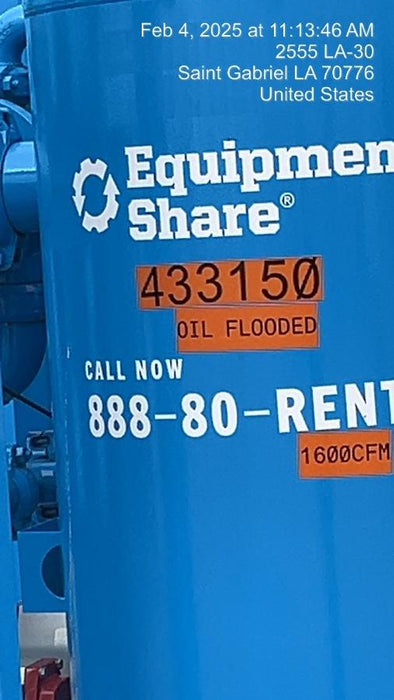 Feb 4, 2025 at 11:13:46 AM
2555 LA-30
Saint Gabriel LA 70776
United States
Equipmen
Share®
433150
OIL FLOODED
CALL NOW
888-80-RENT
1600CFM